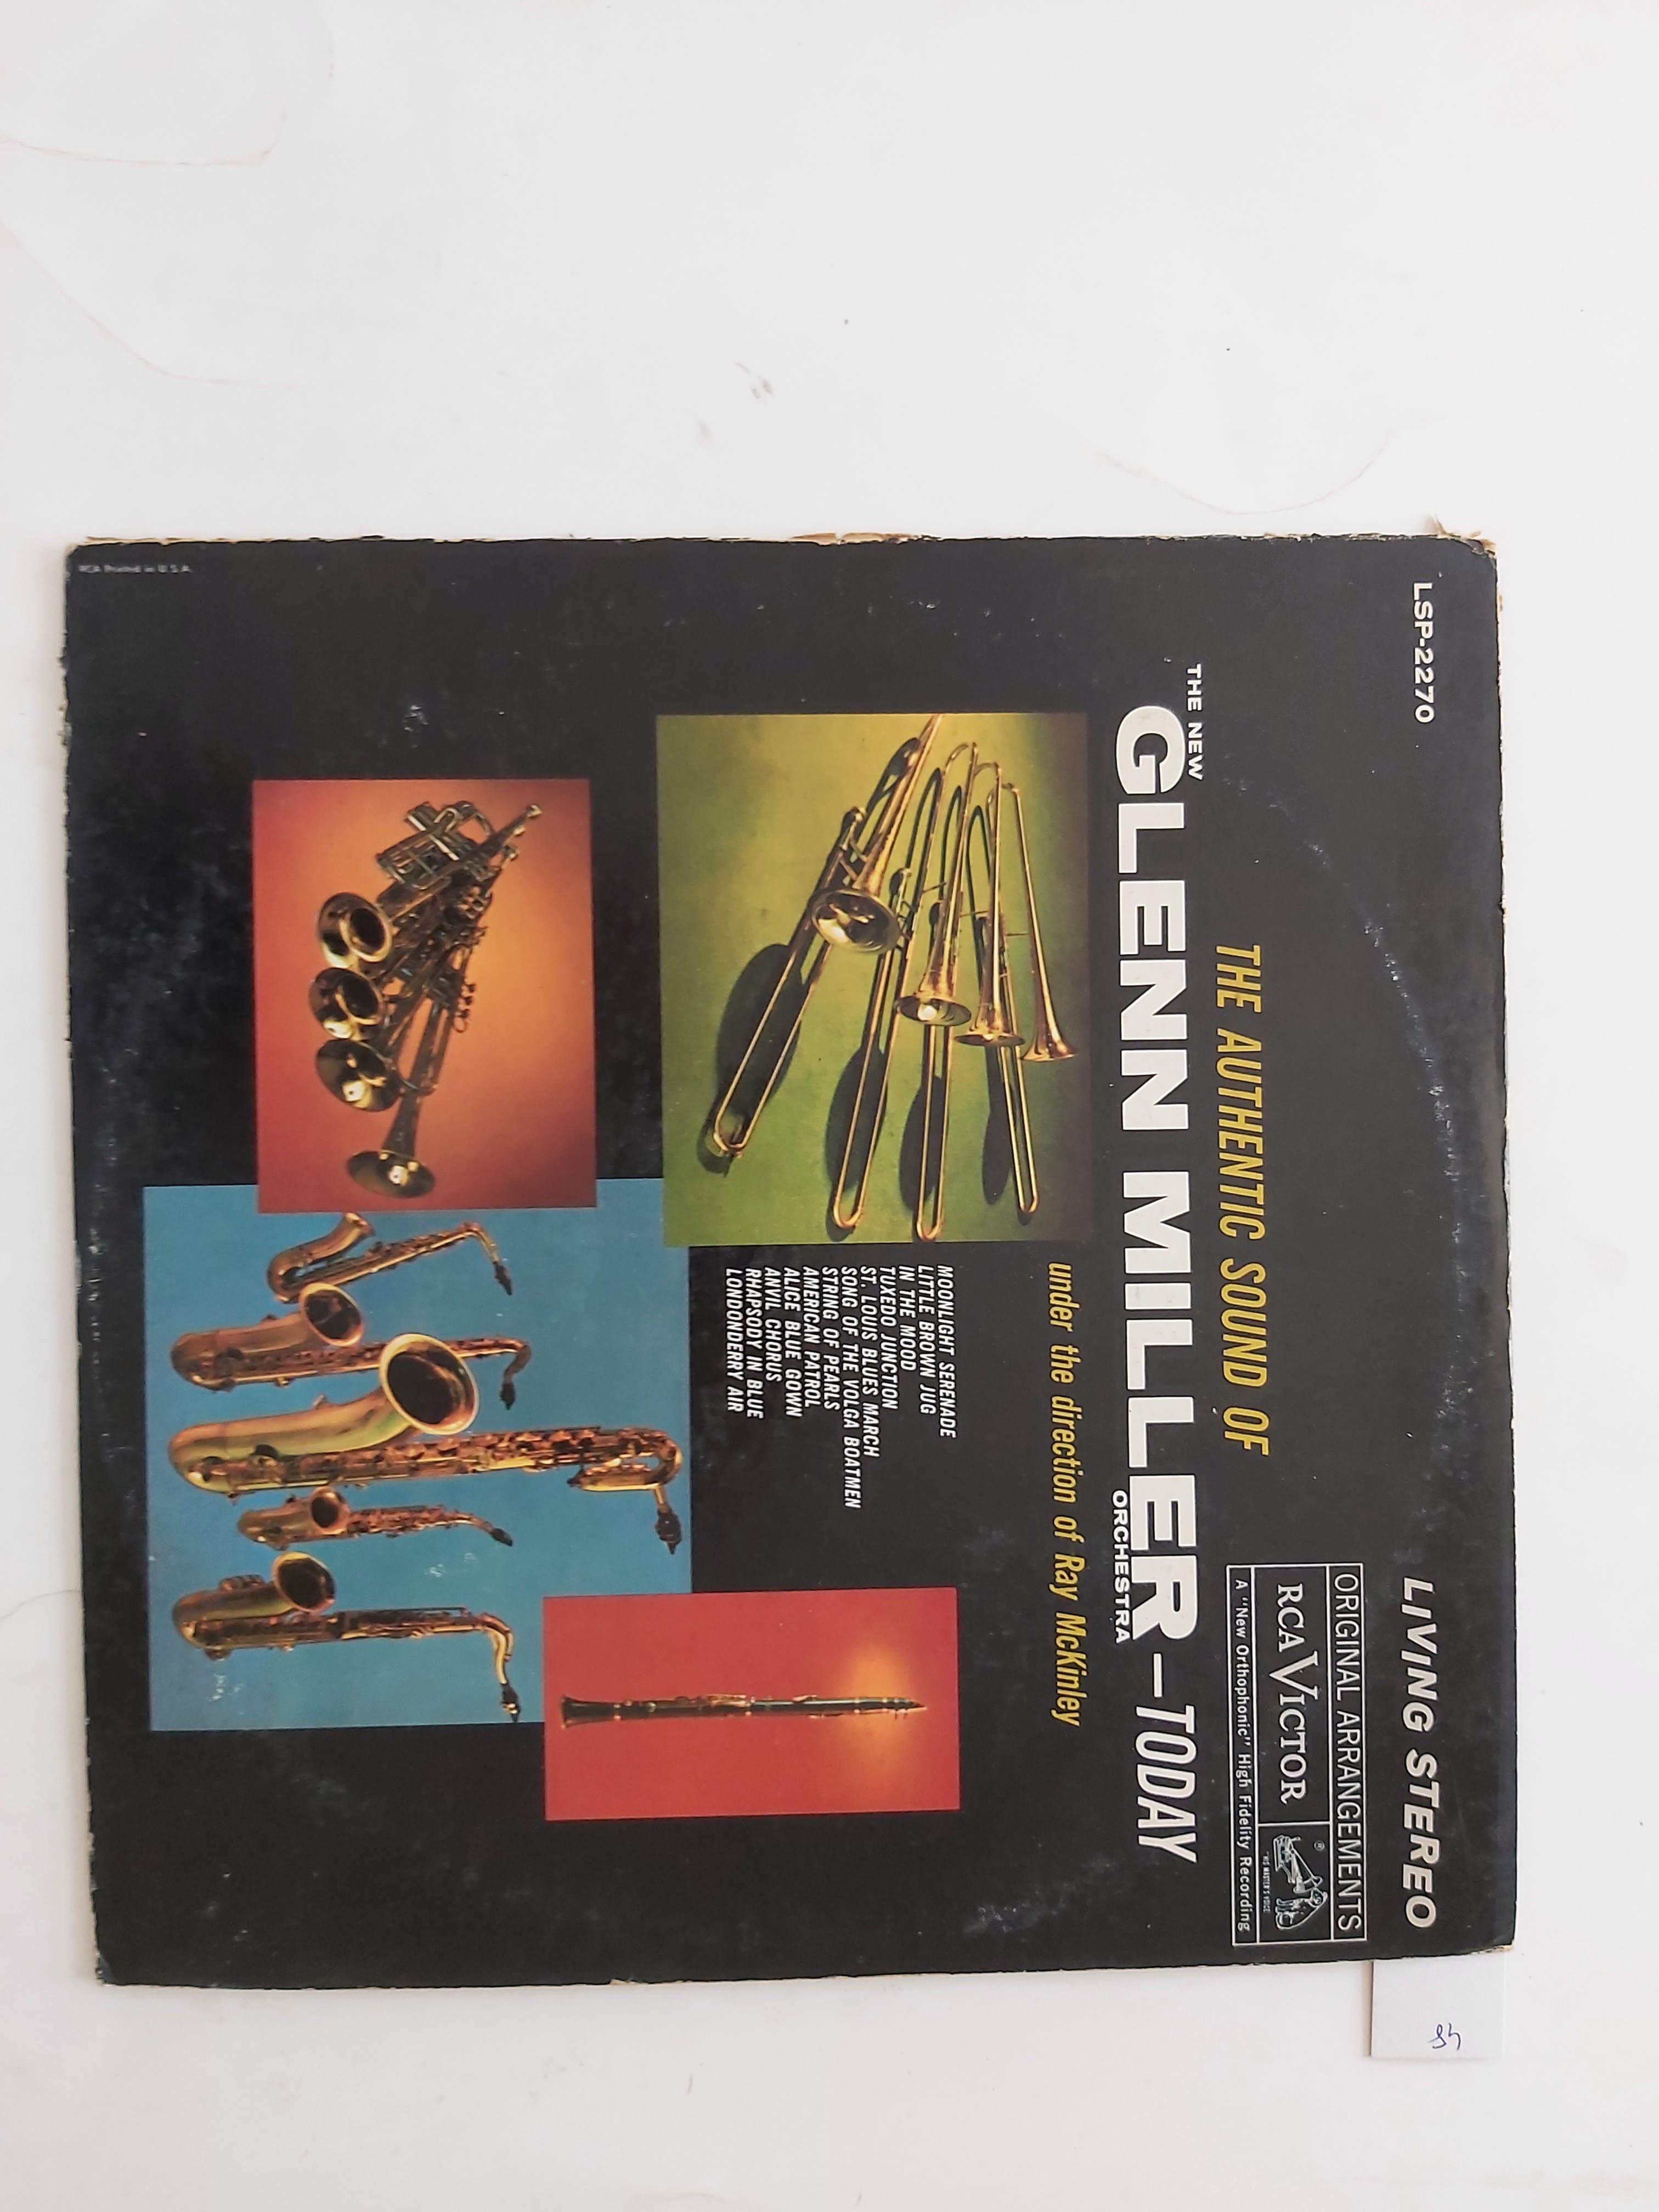 LSP-2270
LIVING STEREO
ORIGINAL ARRANGEMENTS
RCA VICTOR
®
"HIS MASTER'S VOICE"
A "New Orthophonic" High Fidelity Recording
THE AUTHENTIC SOUND OF
THE NEW
GLENN MILLER–TODAY
ORCHESTRA
under the direction of Ray McKinley
MOONLIGHT SERENADE
LITTLE BROWN JUG
IN THE MOOD
TUXEDO JUNCTION
ST. LOUIS BLUES MARCH
SONG OF THE VOLGA BOATMEN
STRING OF PEARLS
AMERICAN PATROL
ALICE BLUE GOWN
ANVIL CHORUS
RHAPSODY IN BLUE
LONDONDERRY AIR
RCA Printed in U.S.A.